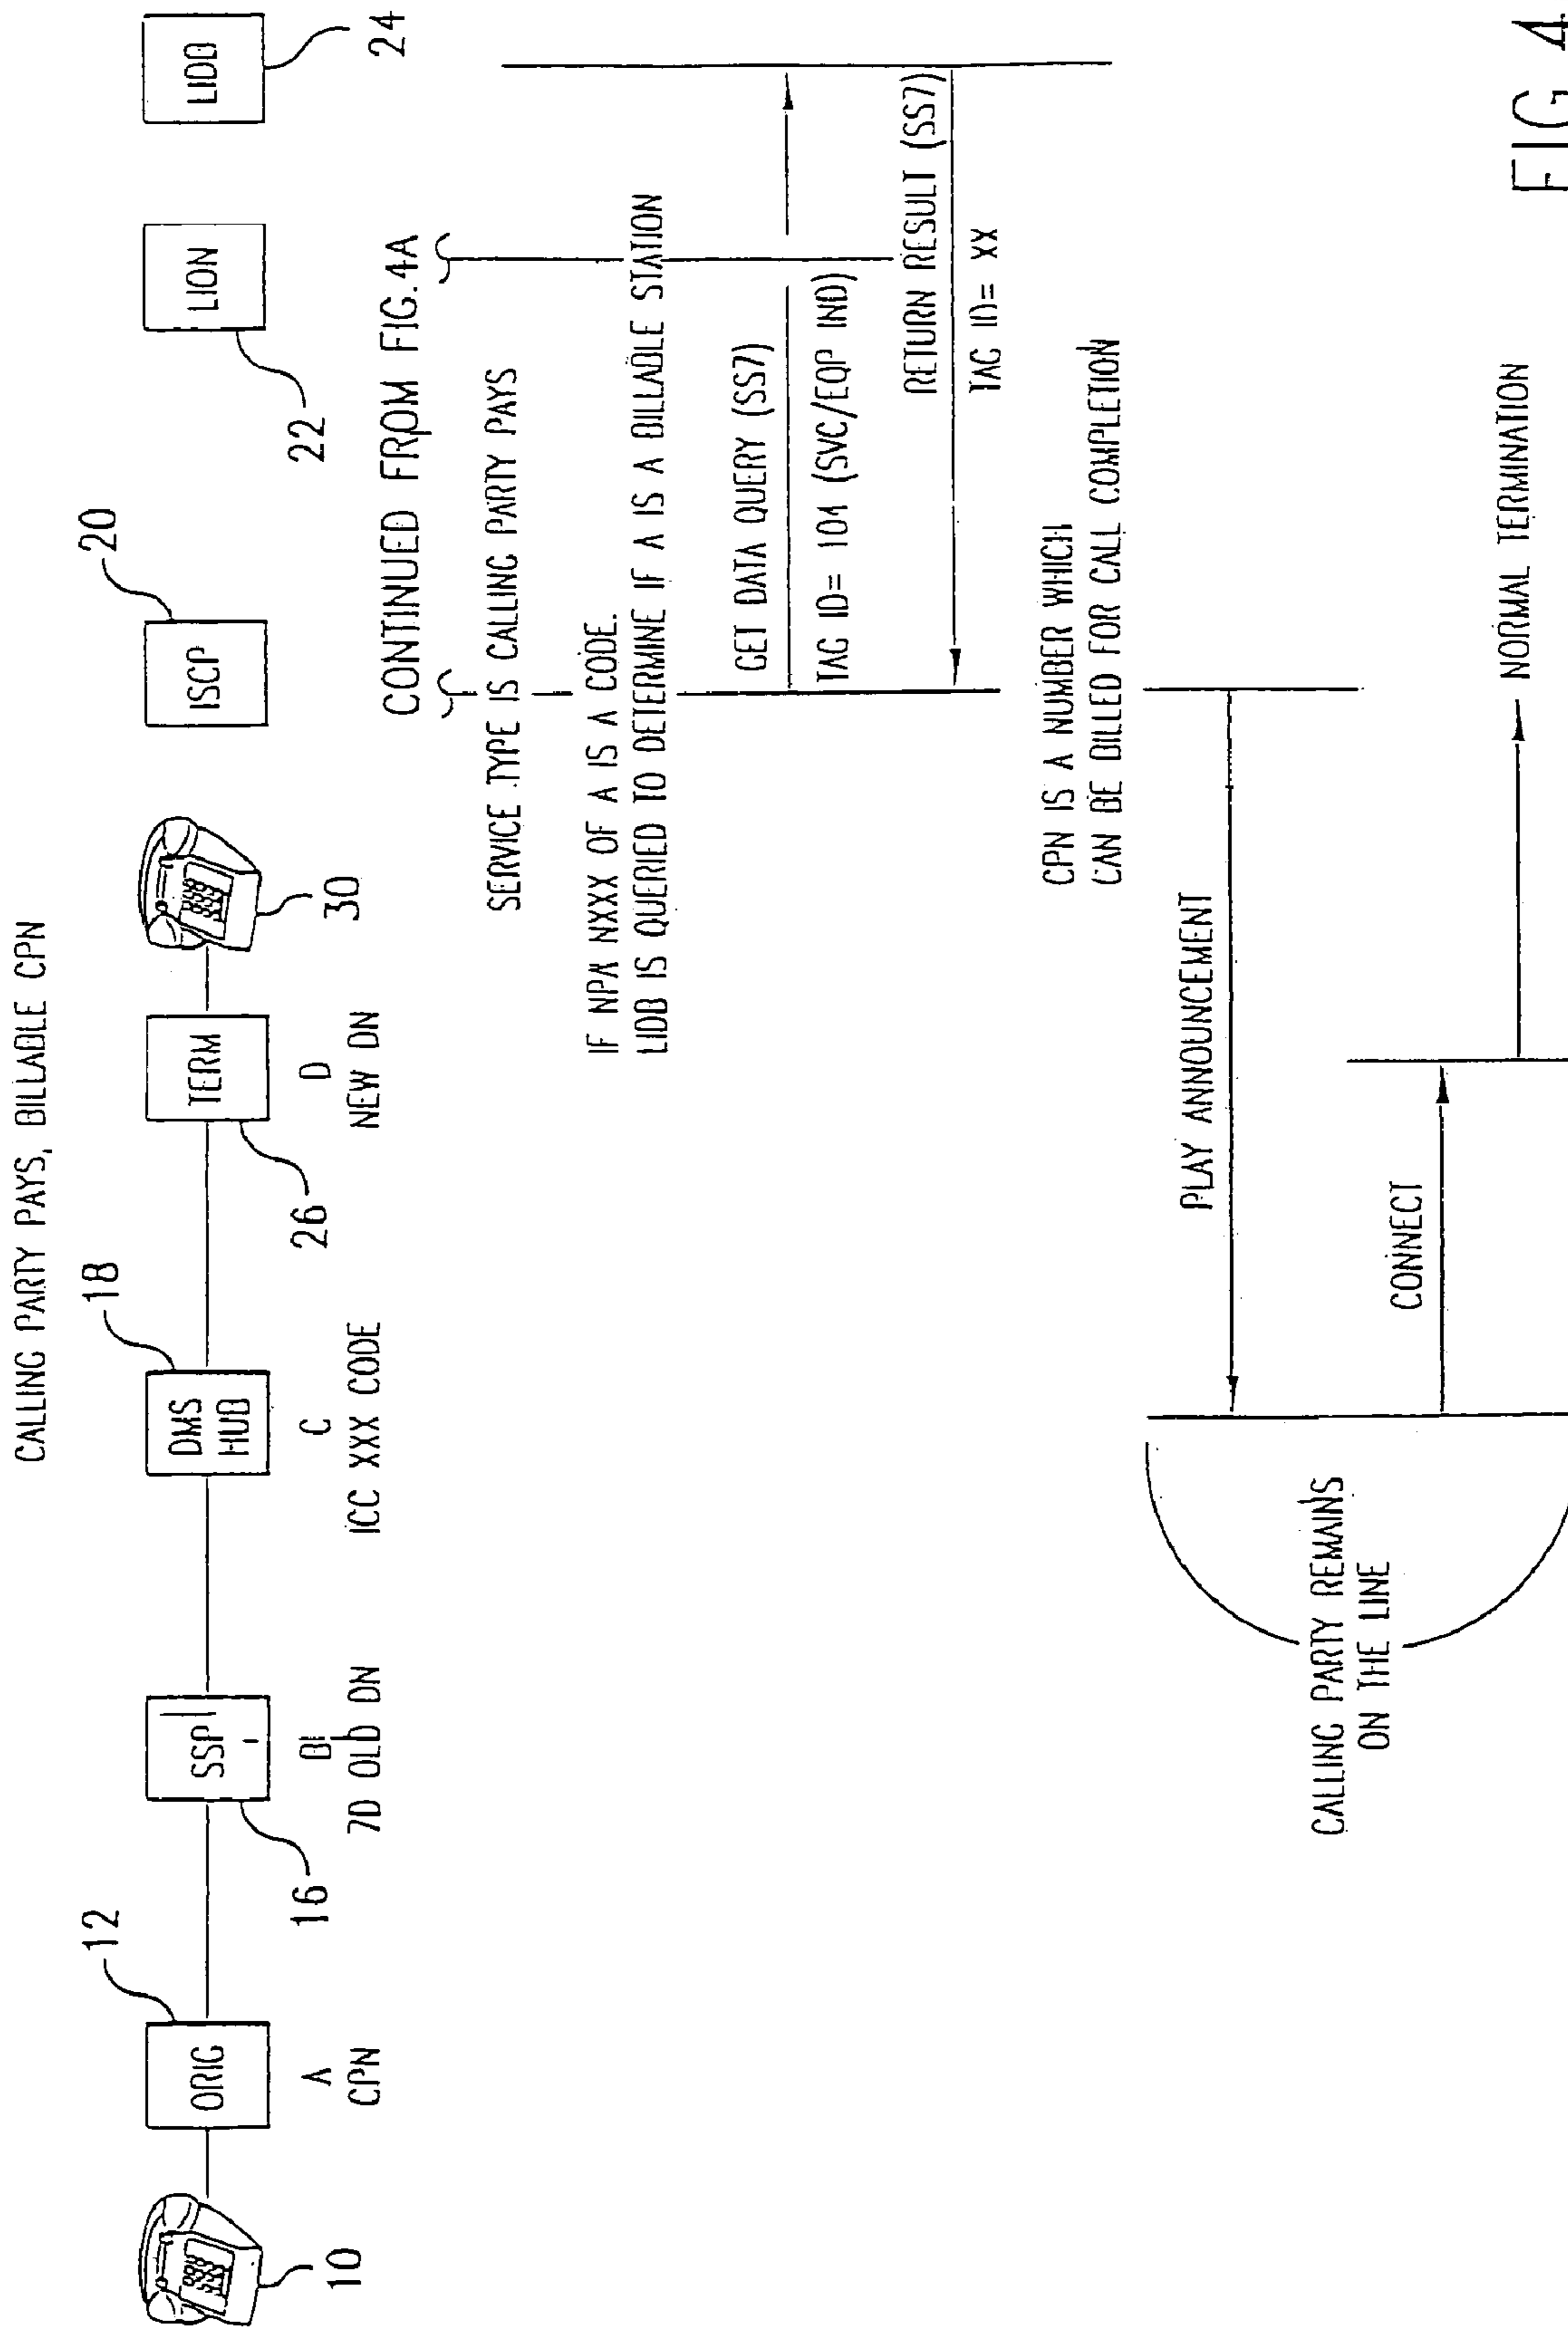 CALLING PARTY PAYS, BILLABLE CPN
10
ORIG
12
A
CPN
SSP
16
B
7D OLD DN
DMS
HUB
18
C
ICC XXX CODE
TERM
26
D
NEW DN
30
ISCP
20
LION
22
LIDB
24
CONTINUED FROM FIG.4A
SERVICE TYPE IS CALLING PARTY PAYS
IF NPA NXXX OF A IS A CODE.
LIDB IS QUERIED TO DETERMINE IF A IS A BILLABLE STATION
GET DATA QUERY (SS7)
TAG ID= 104 (SVC/EQP IND)
RETURN RESULT (SS7)
TAG ID= XX
CPN IS A NUMBER WHICH
CAN BE BILLED FOR CALL COMPLETION
PLAY ANNOUNCEMENT
CALLING PARTY REMAINS
ON THE LINE
CONNECT
NORMAL TERMINATION
FIG 4